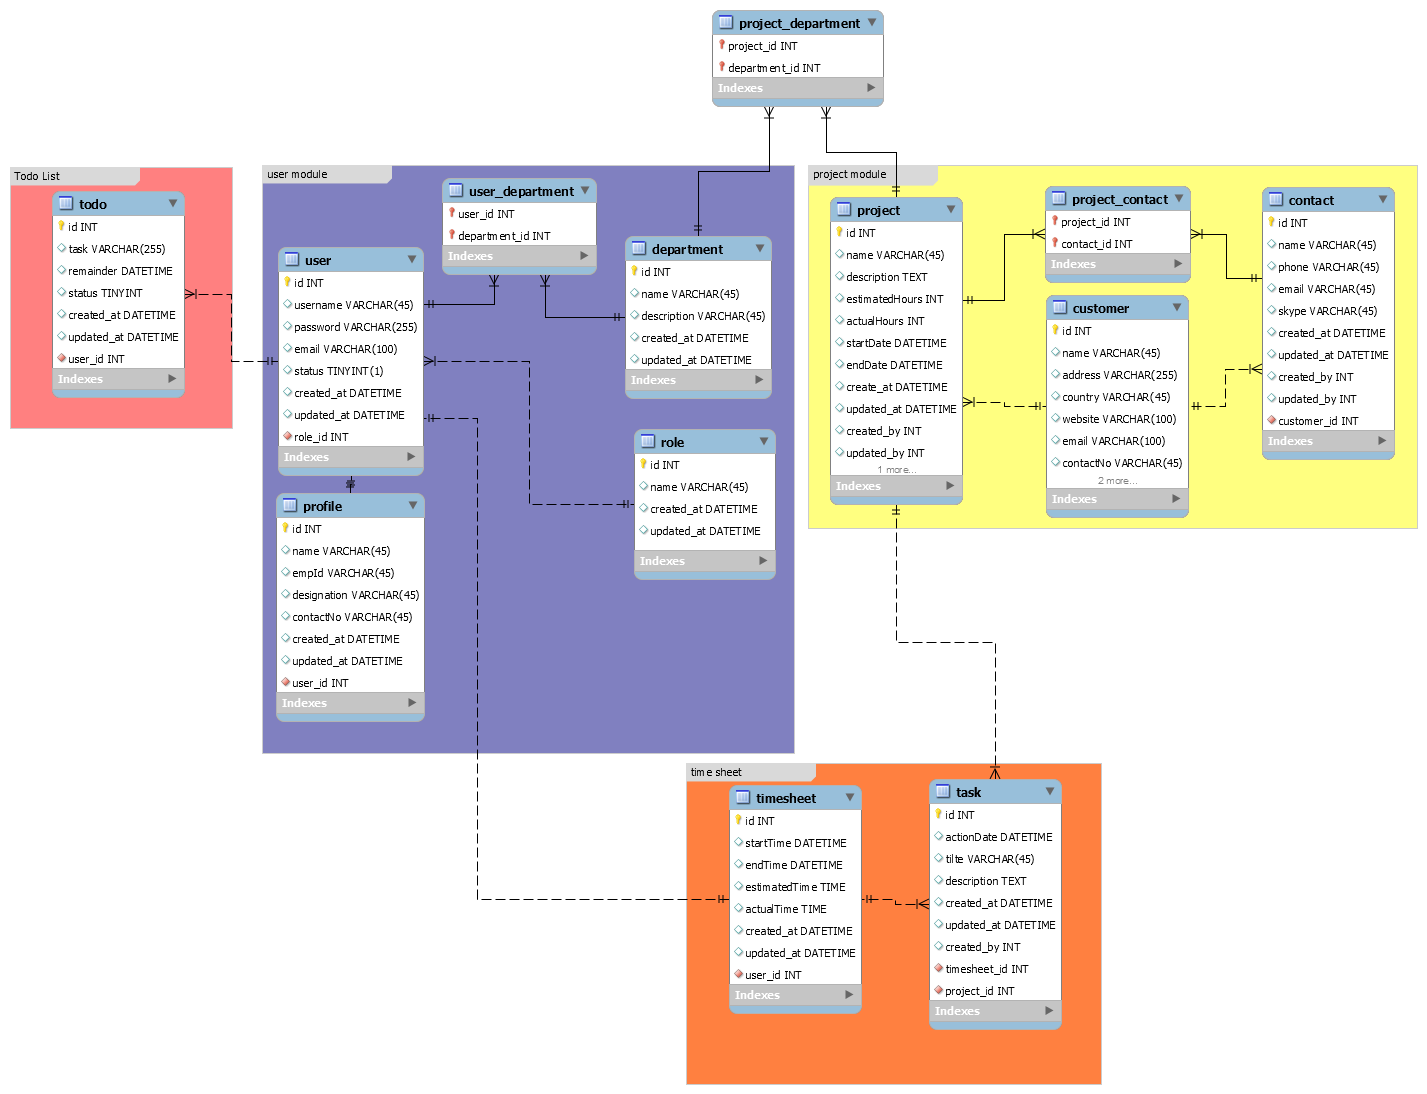 project_department
project_id INT
department_id INT
Indexes
Todo List
todo
id INT
task VARCHAR(255)
remainder DATETIME
status TINYINT
created_at DATETIME
updated_at DATETIME
user_id INT
Indexes
user module
user_department
user_id INT
department_id INT
Indexes
user
id INT
username VARCHAR(45)
password VARCHAR(255)
email VARCHAR(100)
status TINYINT(1)
created_at DATETIME
updated_at DATETIME
role_id INT
Indexes
department
id INT
name VARCHAR(45)
description VARCHAR(45)
created_at DATETIME
updated_at DATETIME
Indexes
role
id INT
name VARCHAR(45)
created_at DATETIME
updated_at DATETIME
Indexes
profile
id INT
name VARCHAR(45)
empId VARCHAR(45)
designation VARCHAR(45)
contactNo VARCHAR(45)
created_at DATETIME
updated_at DATETIME
user_id INT
Indexes
project module
project
id INT
name VARCHAR(45)
description TEXT
estimatedHours INT
actualHours INT
startDate DATETIME
endDate DATETIME
create_at DATETIME
updated_at DATETIME
created_by INT
updated_by INT
1 more...
Indexes
project_contact
project_id INT
contact_id INT
Indexes
customer
id INT
name VARCHAR(45)
address VARCHAR(255)
country VARCHAR(45)
website VARCHAR(100)
email VARCHAR(100)
contactNo VARCHAR(45)
2 more...
Indexes
contact
id INT
name VARCHAR(45)
phone VARCHAR(45)
email VARCHAR(45)
skype VARCHAR(45)
created_at DATETIME
updated_at DATETIME
created_by INT
updated_by INT
customer_id INT
Indexes
time sheet
timesheet
id INT
startTime DATETIME
endTime DATETIME
estimatedTime TIME
actualTime TIME
created_at DATETIME
updated_at DATETIME
user_id INT
Indexes
task
id INT
actionDate DATETIME
tilte VARCHAR(45)
description TEXT
created_at DATETIME
updated_at DATETIME
created_by INT
timesheet_id INT
project_id INT
Indexes